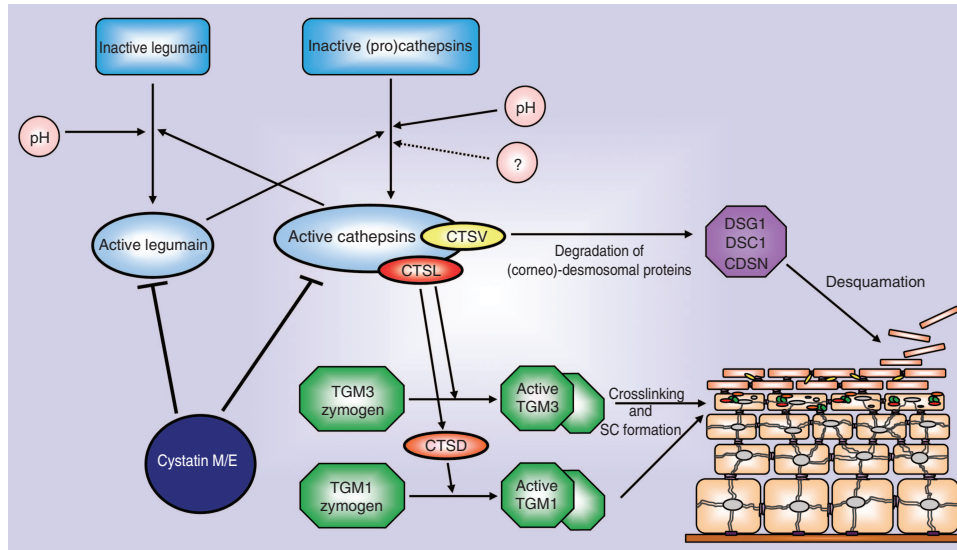 Inactive legumain
Inactive (pro)cathepsins
pH
pH
?
Active legumain
Active cathepsins
CTSV
CTSL
Degradation of
(corneo)-desmosomal proteins
DSG1
DSC1
CDSN
Desquamation
TGM3
zymogen
Active
TGM3
Crosslinking
and
SC formation
CTSD
Cystatin M/E
TGM1
zymogen
Active
TGM1